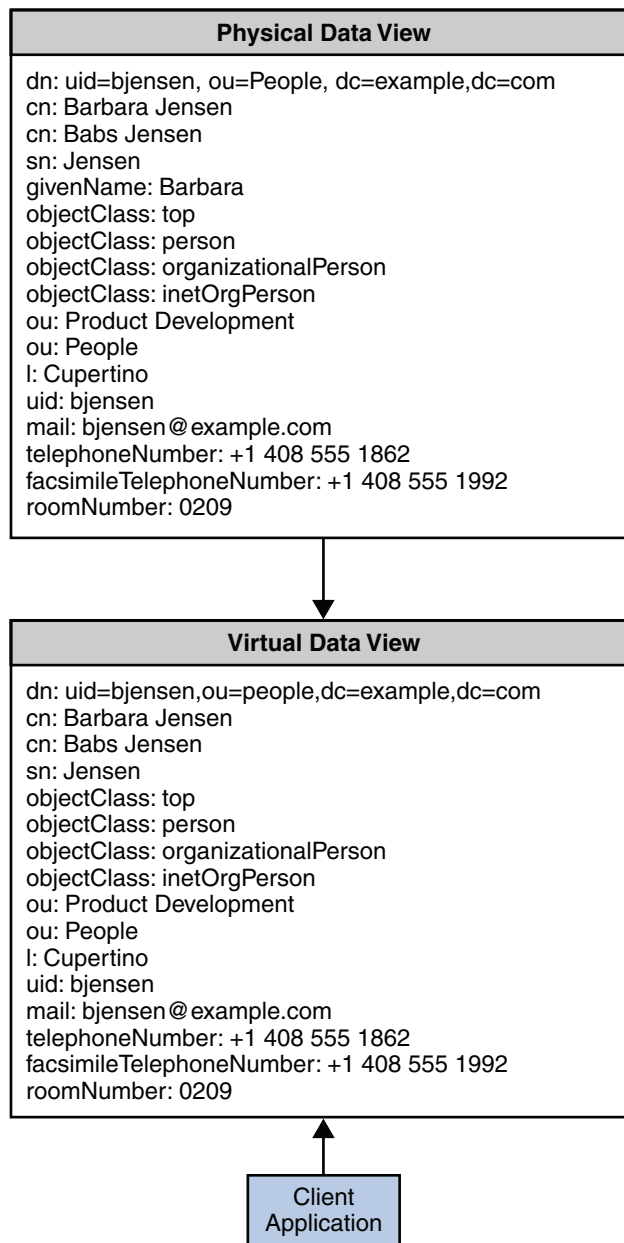 Physical Data View
dn: uid=bjensen, ou=People, dc=example,dc=com
cn: Barbara Jensen
cn: Babs Jensen
sn: Jensen
givenName: Barbara
objectClass: top
objectClass: person
objectClass: organizationalPerson
objectClass: inetOrgPerson
ou: Product Development
ou: People
l: Cupertino
uid: bjensen
mail: bjensen@example.com
telephoneNumber: +1 408 555 1862
facsimileTelephoneNumber: +1 408 555 1992
roomNumber: 0209
Virtual Data View
dn: uid=bjensen,ou=people,dc=example,dc=com
cn: Barbara Jensen
cn: Babs Jensen
sn: Jensen
objectClass: top
objectClass: person
objectClass: organizationalPerson
objectClass: inetOrgPerson
ou: Product Development
ou: People
l: Cupertino
uid: bjensen
mail: bjensen@example.com
telephoneNumber: +1 408 555 1862
facsimileTelephoneNumber: +1 408 555 1992
roomNumber: 0209
Client
Application